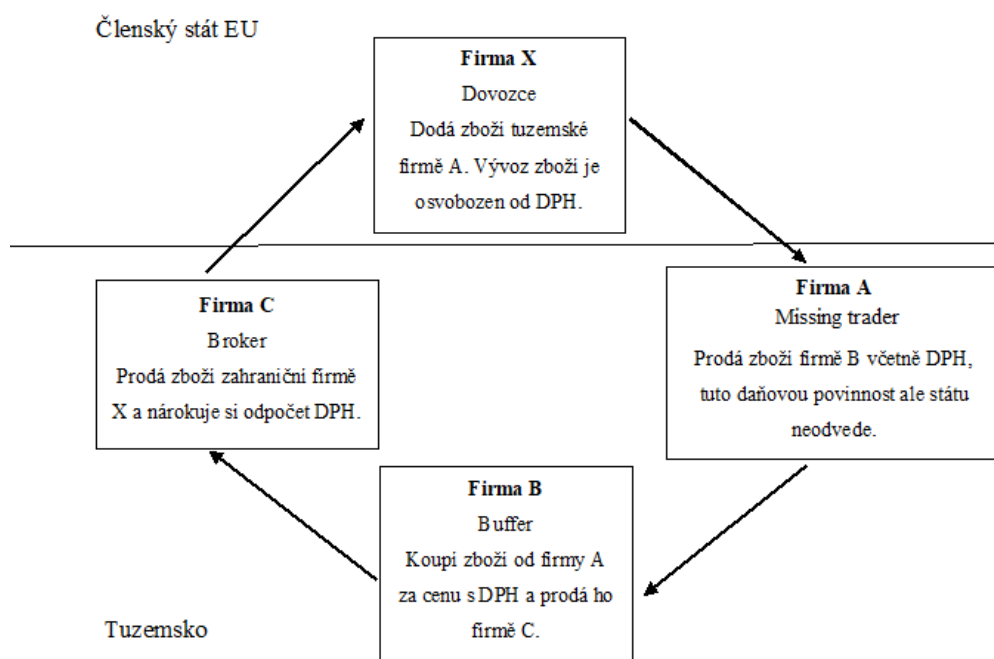 Členský stát EU
Firma X
Dovozce
Dodá zboží tuzemské
firmě A. Vývoz zboží je
osvobozen od DPH.
Firma C
Broker
Prodá zboží zahraniční firmě
X a nárokuje si odpočet DPH.
Firma A
Missing trader
Prodá zboží firmě B včetně DPH,
tuto daňovou povinnost ale státu
neodvede.
Firma B
Buffer
Koupí zboží od firmy A
za cenu s DPH a prodá ho
firmě C.
Tuzemsko